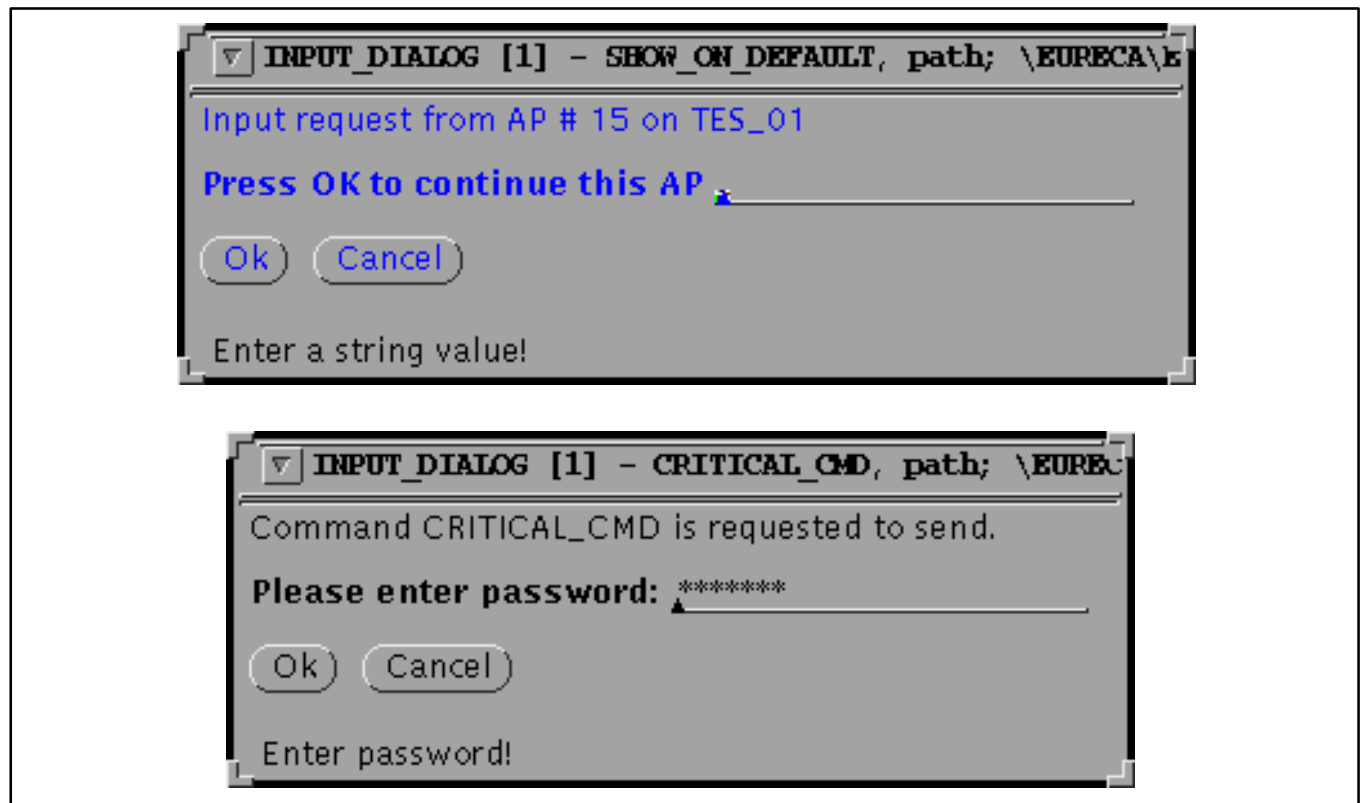 INPUT_DIALOG [1] - SHOW_ON_DEFAULT, path; \EURECA\E
Input request from AP # 15 on TES_01
Press OK to continue this AP
Ok Cancel
Enter a string value!
INPUT_DIALOG [1] - CRITICAL_CMD, path; \EUREC
Command CRITICAL_CMD is requested to send.
Please enter password: *******
Ok Cancel
Enter password!